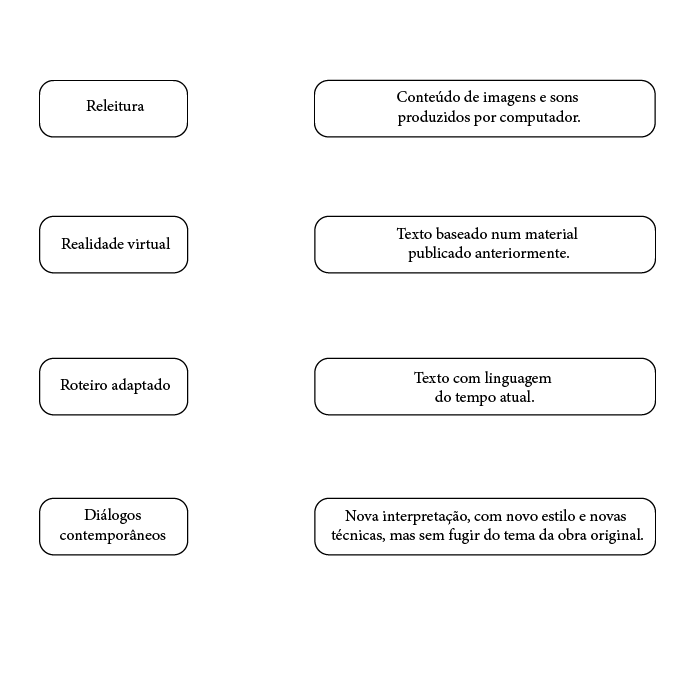 Releitura
Conteúdo de imagens e sons
produzidos por computador.
Realidade virtual
Texto baseado num material
publicado anteriormente.
Roteiro adaptado
Texto com linguagem
do tempo atual.
Diálogos
contemporâneos
Nova interpretação, com novo estilo e novas
técnicas, mas sem fugir do tema da obra original.